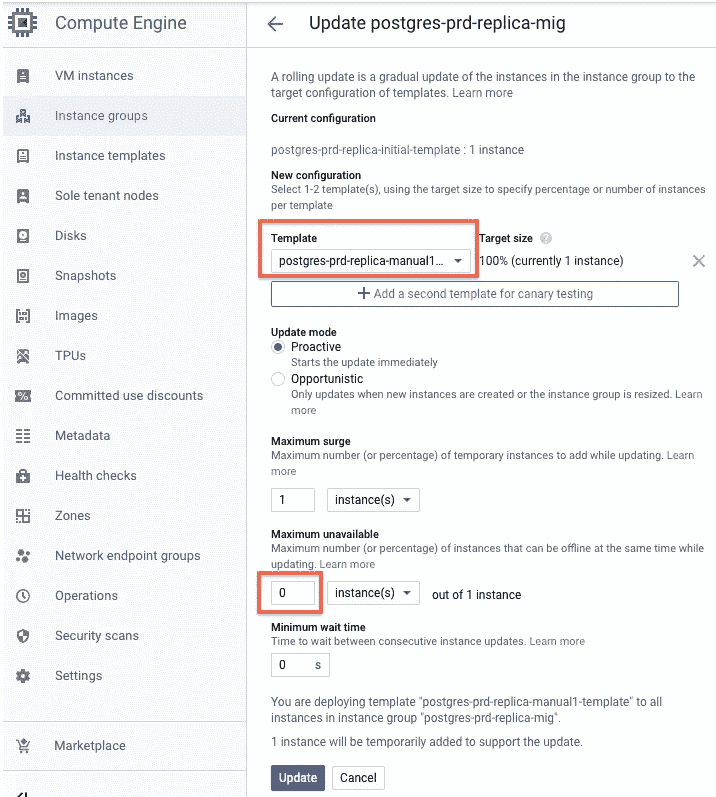 Compute Engine
VM instances
Instance groups
Instance templates
Sole tenant nodes
Disks
Snapshots
Images
TPUs
Committed use discounts
Metadata
Health checks
Zones
Network endpoint groups
Operations
Security scans
Settings
Marketplace
Update postgres-prd-replica-mig
A rolling update is a gradual update of the instances in the instance group to the
target configuration of templates. Learn more
Current configuration
postgres-prd-replica-initial-template : 1 instance
New configuration
Select 1-2 template(s), using the target size to specify percentage or number of instances
per template
Template
Target size ?
postgres-prd-replica-manual1...
100% (currently 1 instance)
+ Add a second template for canary testing
Update mode
Proactive
Starts the update immediately
Opportunistic
Only updates when new instances are created or the instance group is resized. Learn
more
Maximum surge
Maximum number (or percentage) of temporary instances to add while updating. Learn
more
1 instance(s)
Maximum unavailable
Maximum number (or percentage) of instances that can be offline at the same time while
updating. Learn more
0 instance(s) out of 1 instance
Minimum wait time
Time to wait between consecutive instance updates. Learn more
0 s
You are deploying template "postgres-prd-replica-manual1-template" to all
instances in instance group "postgres-prd-replica-mig".
1 instance will be temporarily added to support the update.
Update Cancel